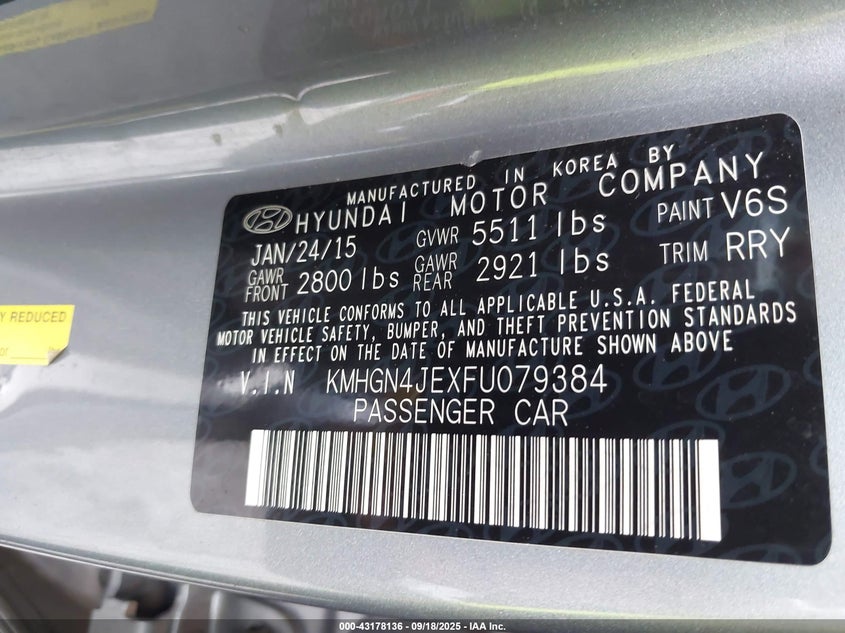 MANUFACTURED IN KOREA BY
HYUNDAI MOTOR COMPANY
JAN/24/15 GVWR 5511 lbs PAINT V6S
GAWR FRONT 2800 lbs GAWR REAR 2921 lbs TRIM RRY
THIS VEHICLE CONFORMS TO ALL APPLICABLE U.S.A. FEDERAL
MOTOR VEHICLE SAFETY, BUMPER, AND THEFT PREVENTION STANDARDS
IN EFFECT ON THE DATE OF MANUFACTURE SHOWN ABOVE
V.I.N KMHGN4JEXFU079384
PASSENGER CAR
Y REDUCED
000-43178136 - 09/18/2025 - IAA Inc.